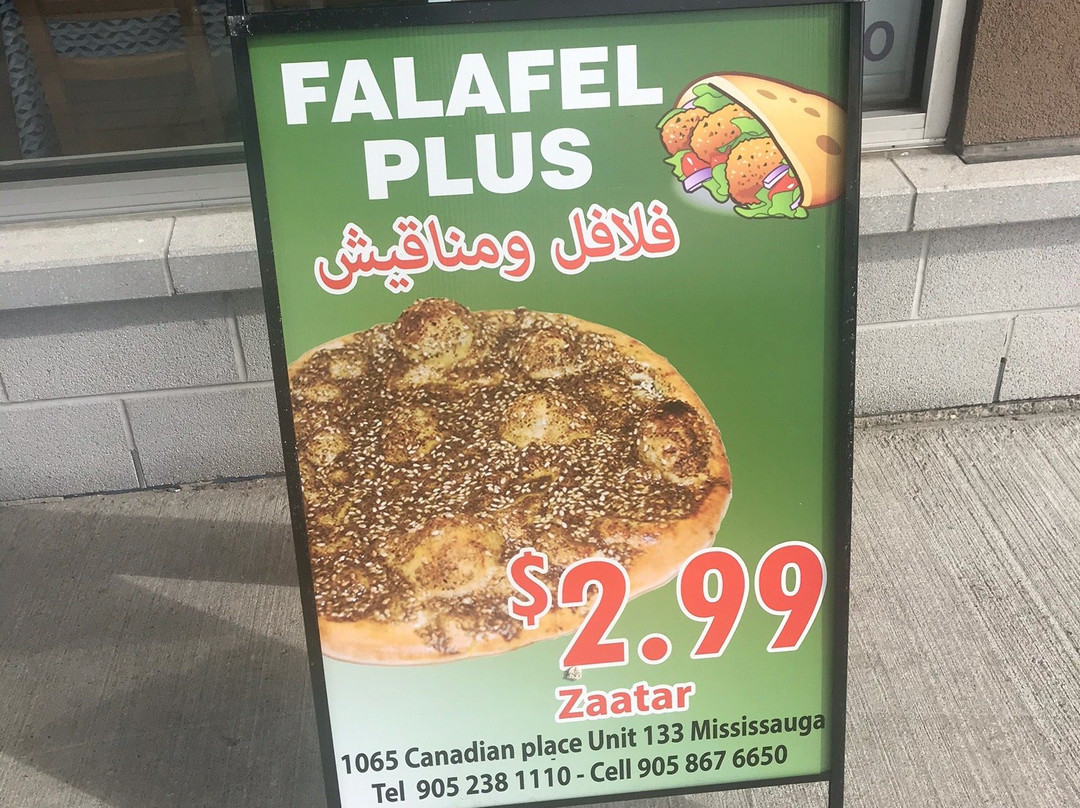 FALAFEL
PLUS
فلافل ومناقيش
$2.99
Zaatar
1065 Canadian place Unit 133 Mississauga
Tel 905 238 1110 - Cell 905 867 6650